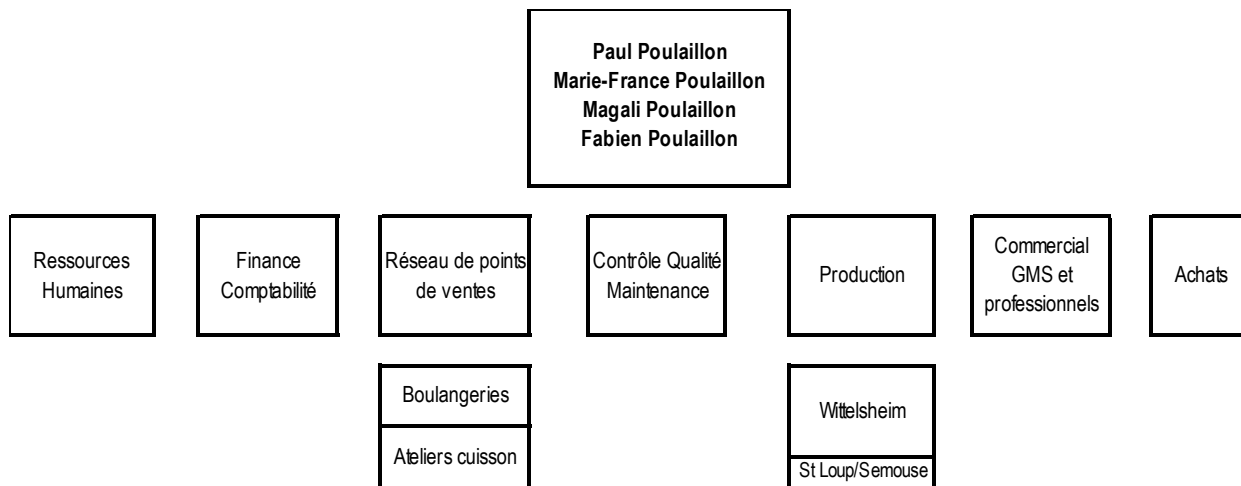 Paul Poulaillon
Marie-France Poulaillon
Magali Poulaillon
Fabien Poulaillon
Ressources
Humaines
Finance
Comptabilité
Réseau de points
de ventes
Contrôle Qualité
Maintenance
Production
Commercial
GMS et
professionnels
Achats
Boulangeries
Ateliers cuisson
Wittelsheim
St Loup/Semouse